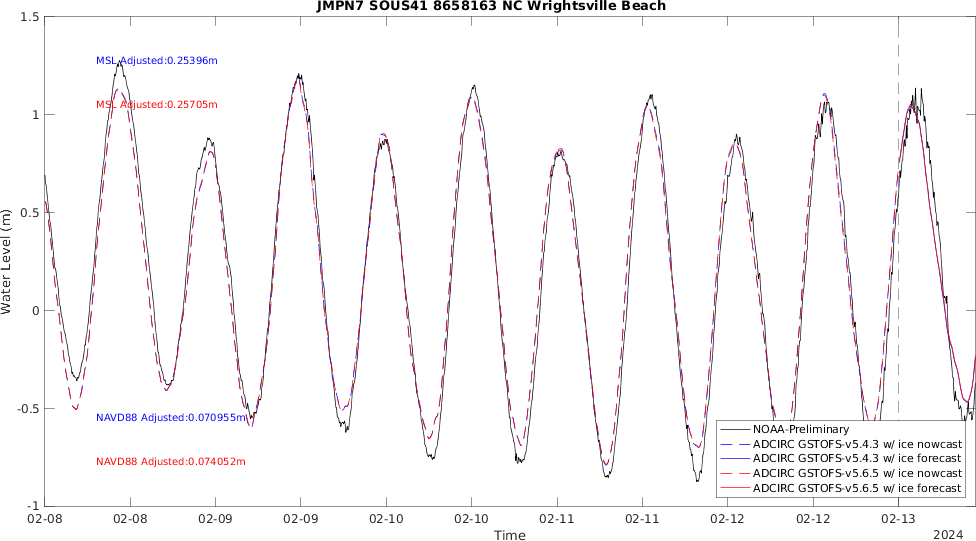 JMPN7 SOUS41 8658163 NC Wrightsville Beach
1.5
MSL Adjusted:0.25396m
MSL Adjusted:0.25705m
1
0.5
0
-0.5
-1
Water Level (m)
NAVD88 Adjusted:0.070955m
NAVD88 Adjusted:0.074052m
NOAA-Preliminary
ADCIRC GSTOFS-v5.4.3 w/ ice nowcast
ADCIRC GSTOFS-v5.4.3 w/ ice forecast
ADCIRC GSTOFS-v5.6.5 w/ ice nowcast
ADCIRC GSTOFS-v5.6.5 w/ ice forecast
02-08 02-08 02-09 02-09 02-10 02-10 02-11 02-11 02-12 02-12 02-13
Time
2024